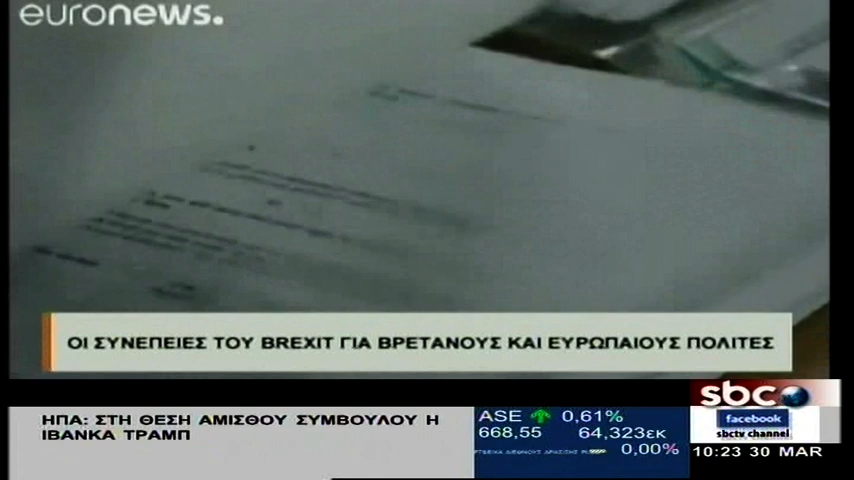 euronews.
ΟΙ ΣΥΝΕΠΕΙΕΣ ΤΟΥ BREXIT ΓΙΑ ΒΡΕΤΑΝΟΥΣ ΚΑΙ ΕΥΡΩΠΑΙΟΥΣ ΠΟΛΙΤΕΣ
ΗΠΑ: ΣΤΗ ΘΕΣΗ ΑΜΙΣΘΟΥ ΣΥΜΒΟΥΛΟΥ Η
ΙΒΑΝΚΑ ΤΡΑΜΠ
ASE 0,61%
668,55 64,323εκ
0,00%
sbc
facebook
sbctv channel
10:23 30 MAR